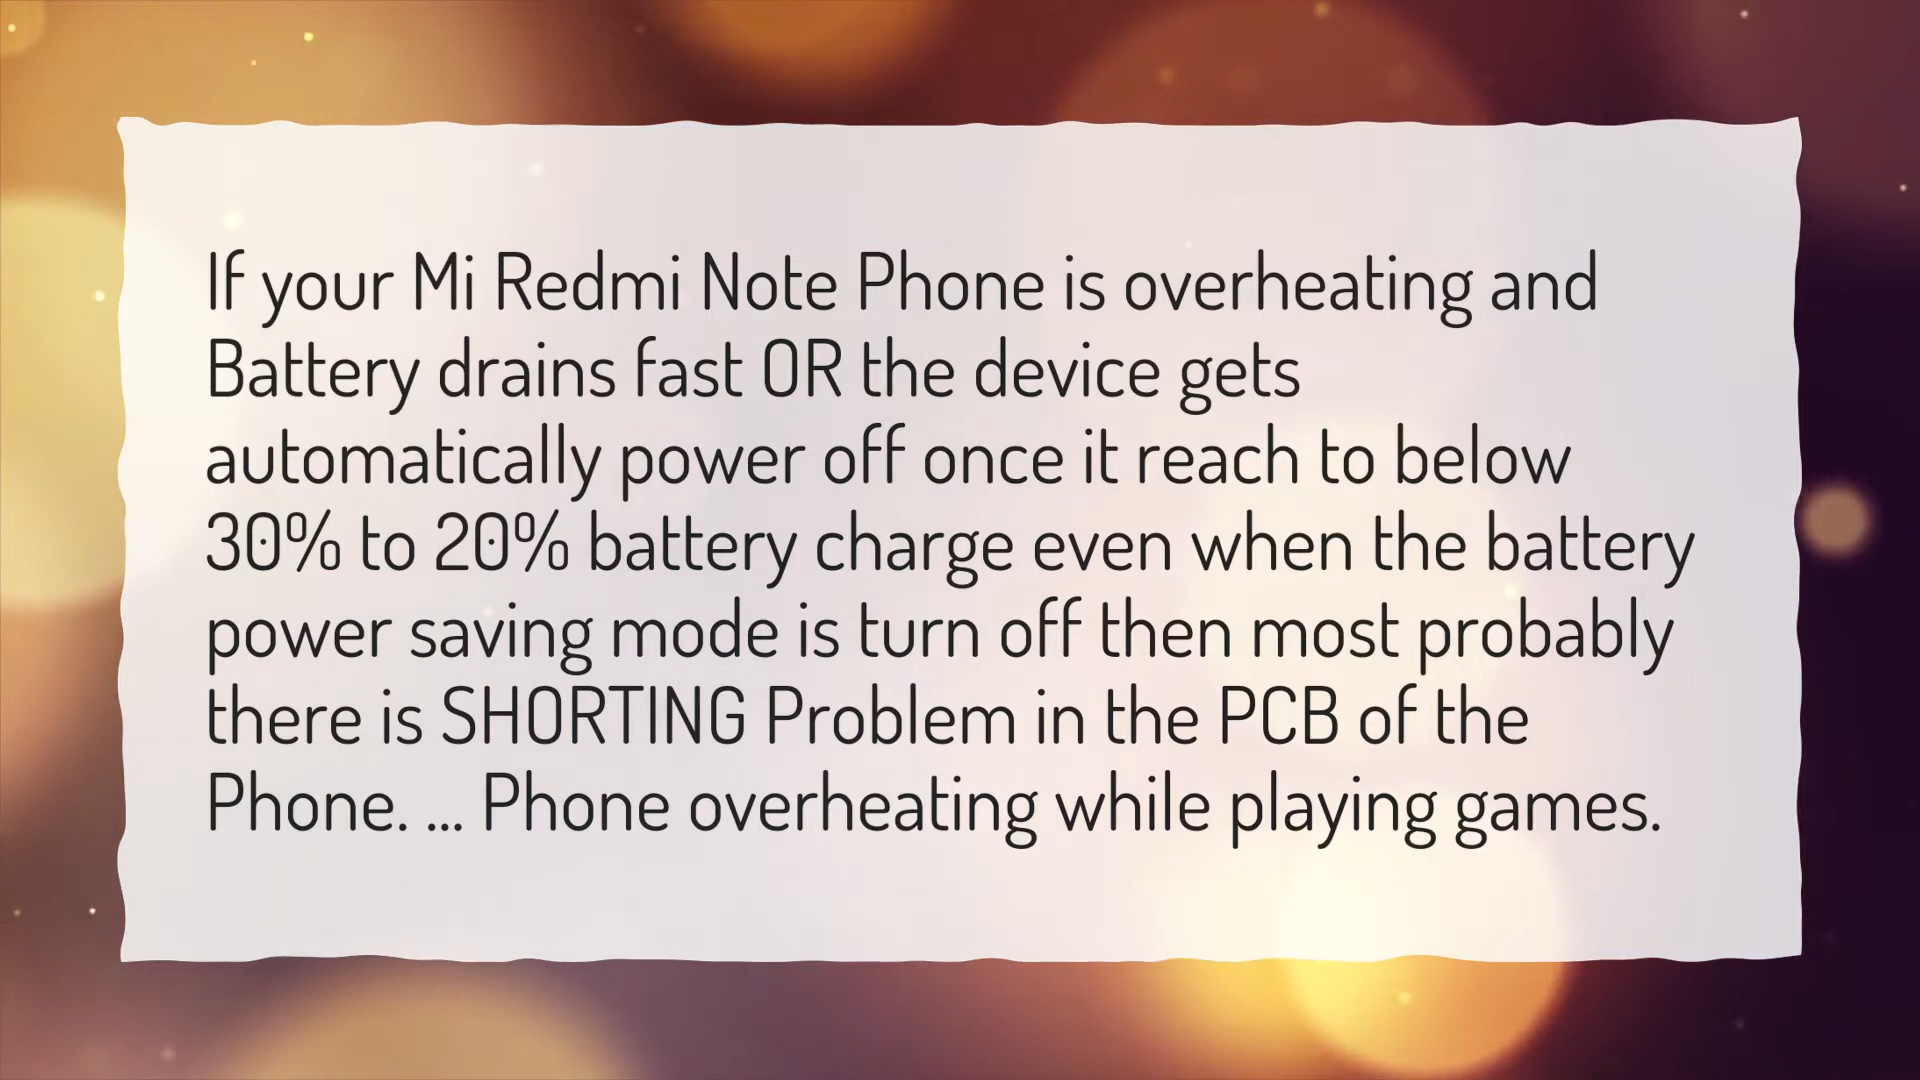 If your Mi Redmi Note Phone is overheating and
Battery drains fast OR the device gets
automatically power off once it reach to below
30% to 20% battery charge even when the battery
power saving mode is turn off then most probably
there is SHORTING Problem in the PCB of the
Phone. ... Phone overheating while playing games.